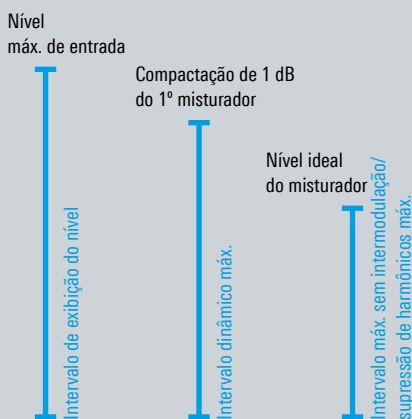 Nível
máx. de entrada
Compactação de 1 dB
do 1º misturador
Nível ideal
do misturador
Intervalo de exibição do nível
Intervalo dinâmico máx.
Intervalo máx. sem intermodulação/
supressão de harmônicos máx.